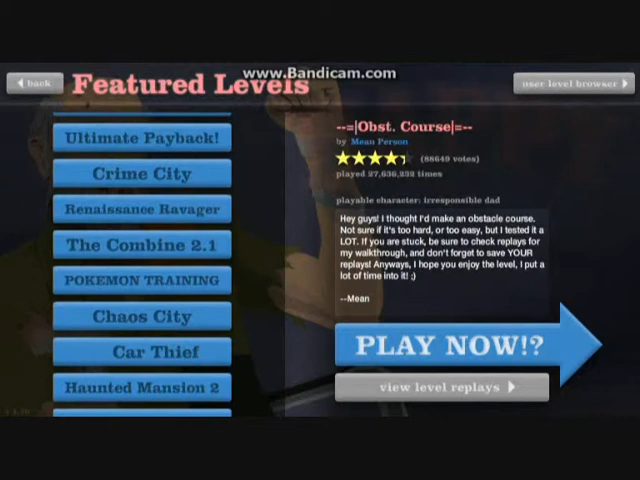 www.Bandicam.com
back
Featured Levels
user level browser
Ultimate Payback!
Crime City
Renaissance Ravager
The Combine 2.1
POKEMON TRAINING
Chaos City
Car Thief
Haunted Mansion 2
--=|Obst. Course|=--
by Mean Person
(88649 votes)
played 27,636,232 times
playable character: irresponsible dad
Hey guys! I thought I'd make an obstacle course.
Not sure if it's too hard, or too easy, but I tested it a
LOT. If you are stuck, be sure to check replays for
my walkthrough, and don't forget to save YOUR
replays! Anyways, I hope you enjoy the level, I put a
lot of time into it! ;)
--Mean
PLAY NOW!?
view level replays